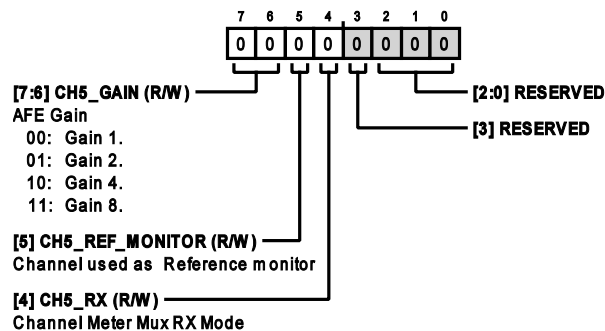 7 6 5 4 3 2 1 0
0 0 0 0 0 0 0 0
[7:6] CH5_GAIN (R/W)
AFE Gain
00: Gain 1.
01: Gain 2.
10: Gain 4.
11: Gain 8.
[5] CH5_REF_MONITOR (R/W)
Channel used as Reference monitor
[4] CH5_RX (R/W)
Channel Meter Mux RX Mode
[2:0] RESERVED
[3] RESERVED